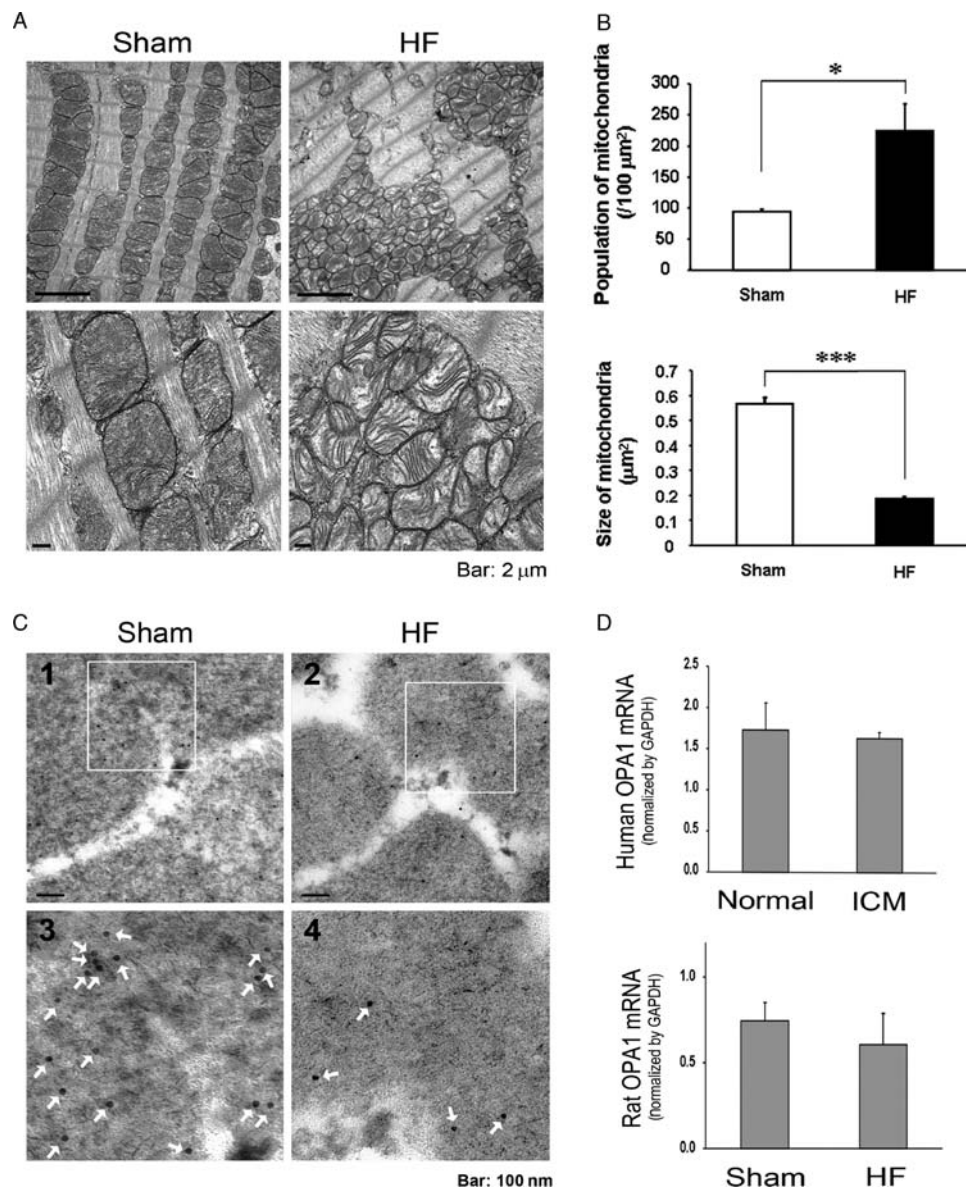 A
Sham
HF
Bar: 2 μm
B
Population of mitochondria
(/100 μm²)
300
250
200
150
100
50
0
*
Sham
HF
Size of mitochondria
(μm²)
0.7
0.6
0.5
0.4
0.3
0.2
0.1
0
***
Sham
HF
C
Sham
HF
1
2
3
4
Bar: 100 nm
D
Human OPA1 mRNA
(normalized by GAPDH)
2.5
2.0
1.5
1.0
0.5
0.0
Normal
ICM
Rat OPA1 mRNA
(normalized by GAPDH)
1.0
0.5
0.0
Sham
HF